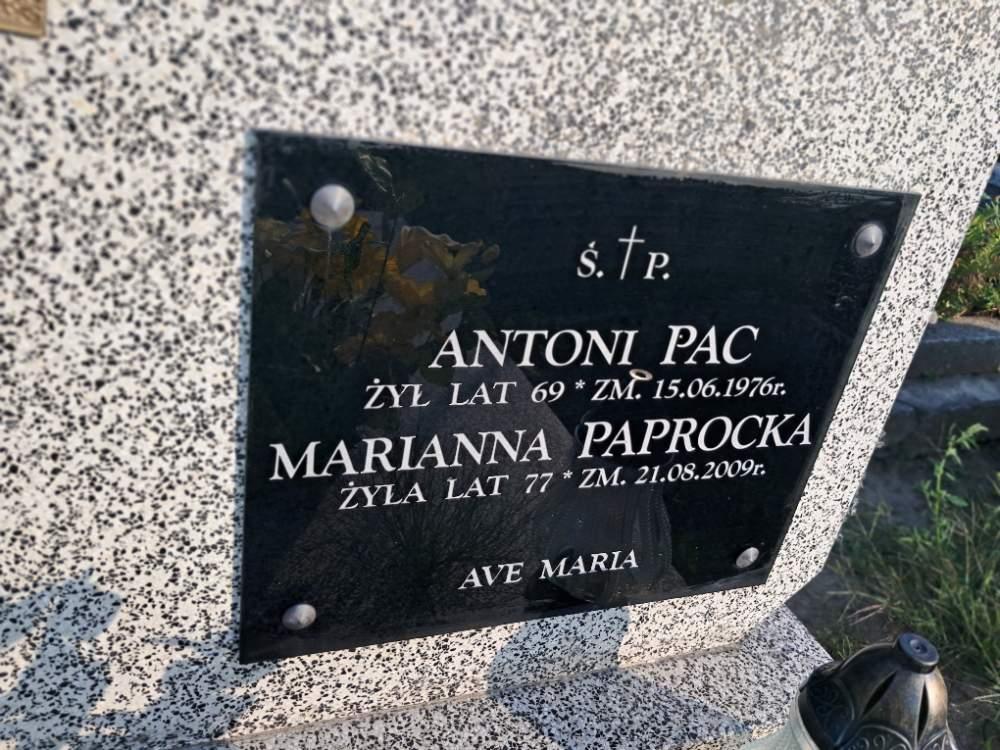 Ś. † P.
ANTONI PAC
ŻYŁ LAT 69 * ZM. 15.06.1976r.
MARIANNA PAPROCKA
ŻYŁA LAT 77 * ZM. 21.08.2009r.
AVE MARIA